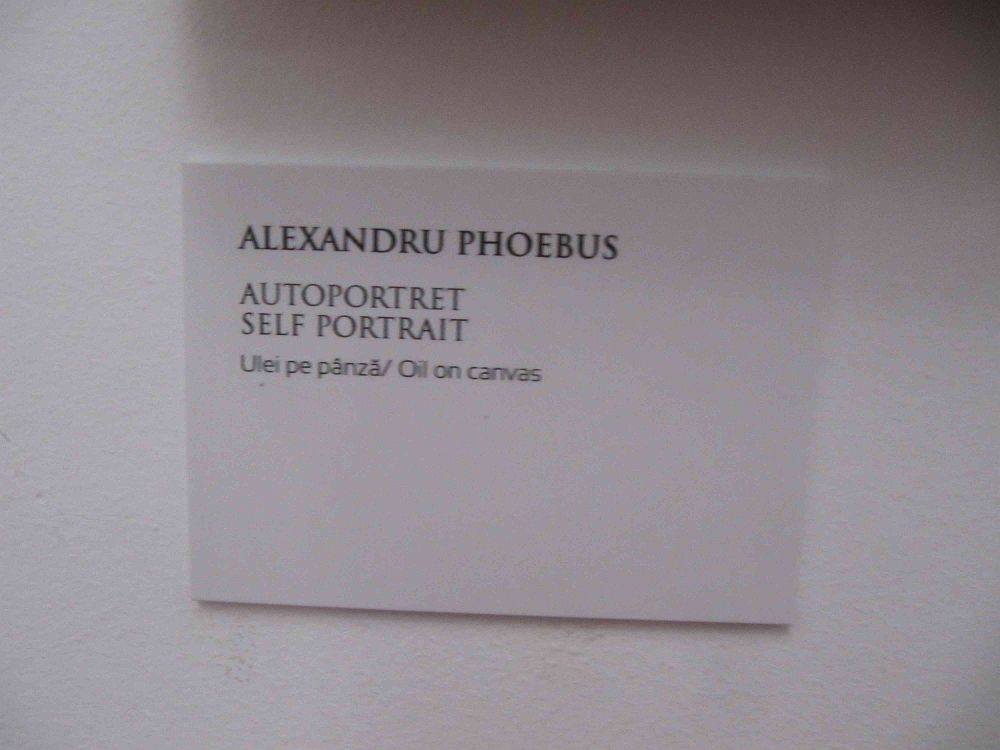 ALEXANDRU PHOEBUS
AUTOPORTRET
SELF PORTRAIT
Ulei pe pânză/ Oil on canvas